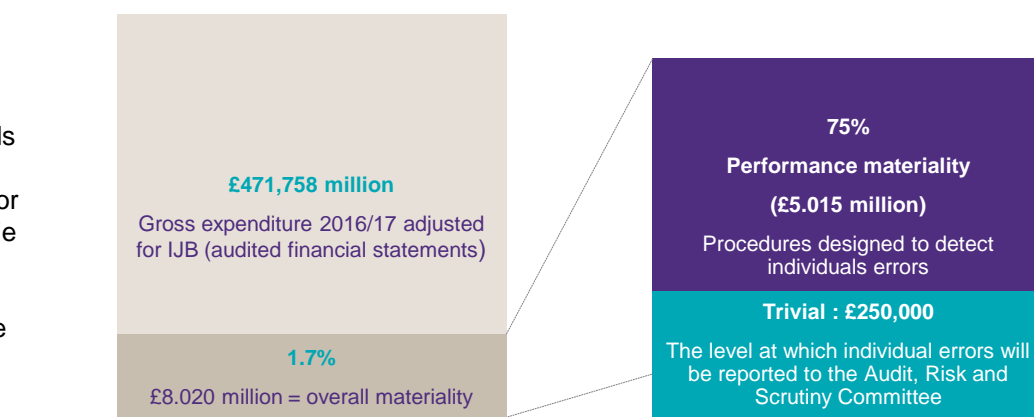 £471,758 million
Gross expenditure 2016/17 adjusted
for IJB (audited financial statements)
1.7%
£8.020 million = overall materiality
75%
Performance materiality
(£5.015 million)
Procedures designed to detect
individuals errors
Trivial : £250,000
The level at which individual errors will
be reported to the Audit, Risk and
Scrutiny Committee